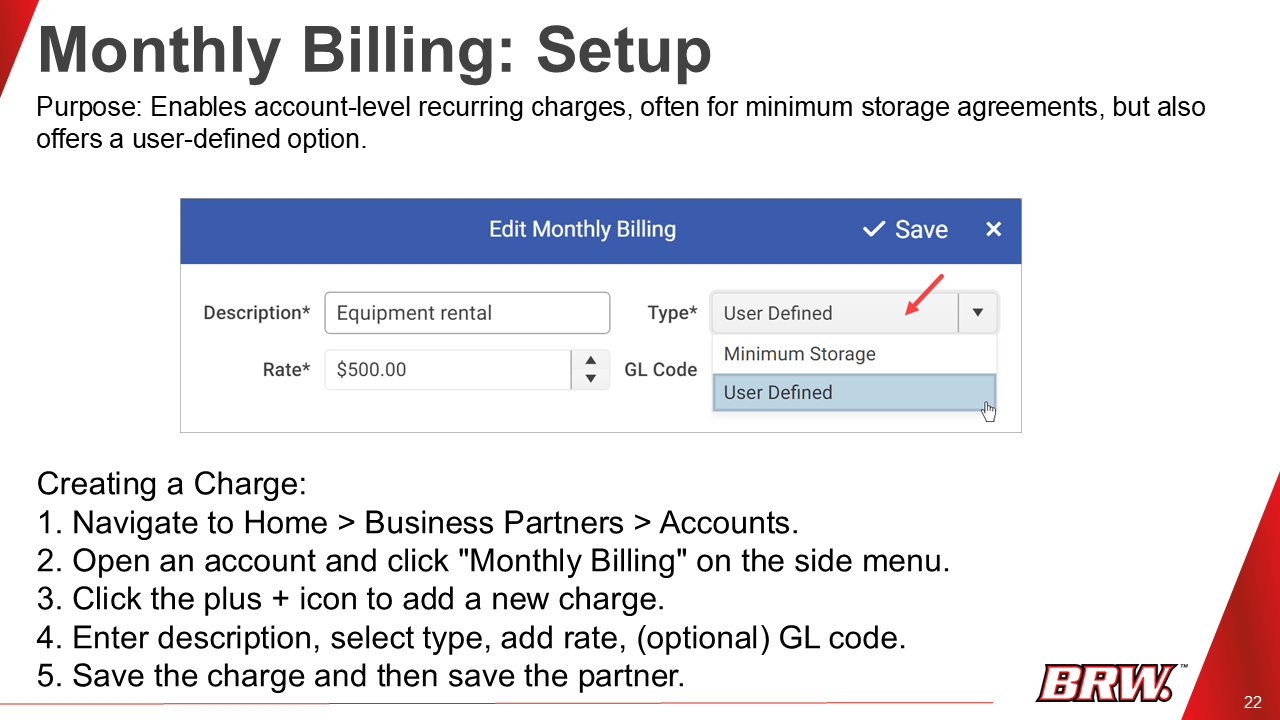 Monthly Billing: Setup
Purpose: Enables account-level recurring charges, often for minimum storage agreements, but also
offers a user-defined option.
Edit Monthly Billing
Save
Description*
Equipment rental
Type*
User Defined
Minimum Storage
Rate*
$500.00
GL Code
User Defined
Creating a Charge:
1. Navigate to Home > Business Partners > Accounts.
2. Open an account and click "Monthly Billing" on the side menu.
3. Click the plus + icon to add a new charge.
4. Enter description, select type, add rate, (optional) GL code.
5. Save the charge and then save the partner.
BRW.™
22